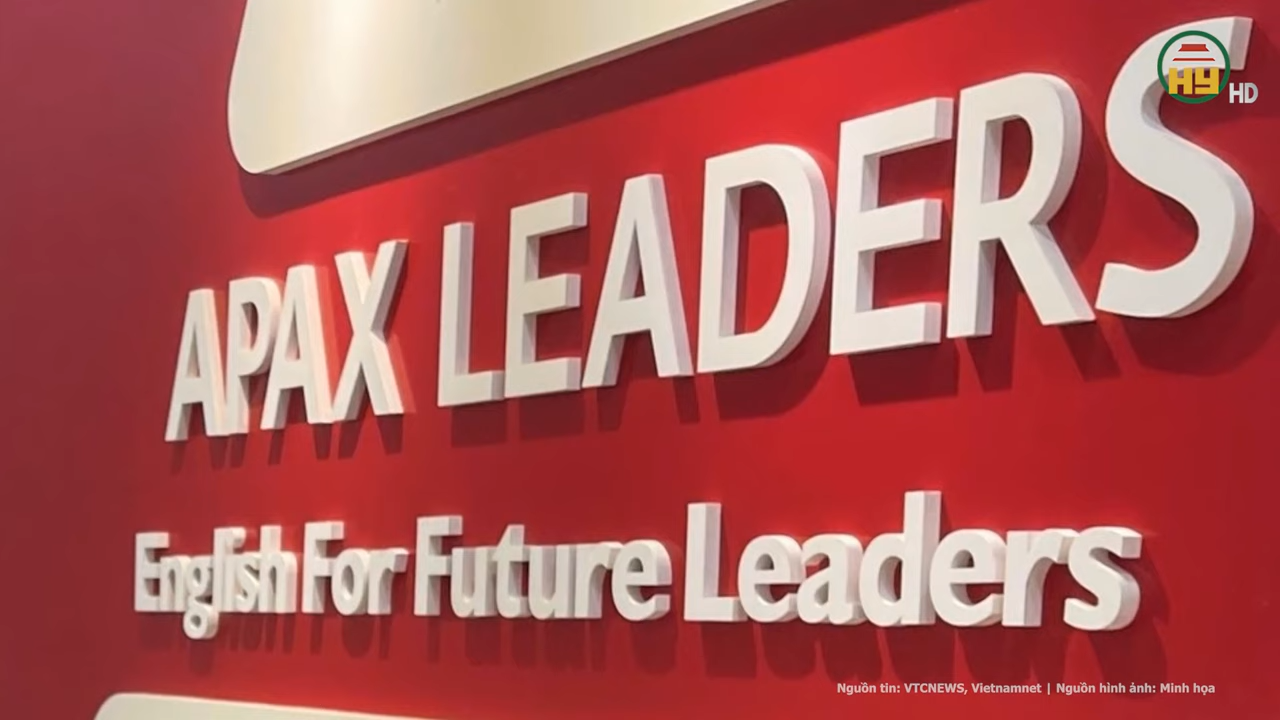 HY HD
APAX LEADERS
English For Future Leaders
Nguồn tin: VTCNEWS, Vietnamnet | Nguồn hình ảnh: Minh họa